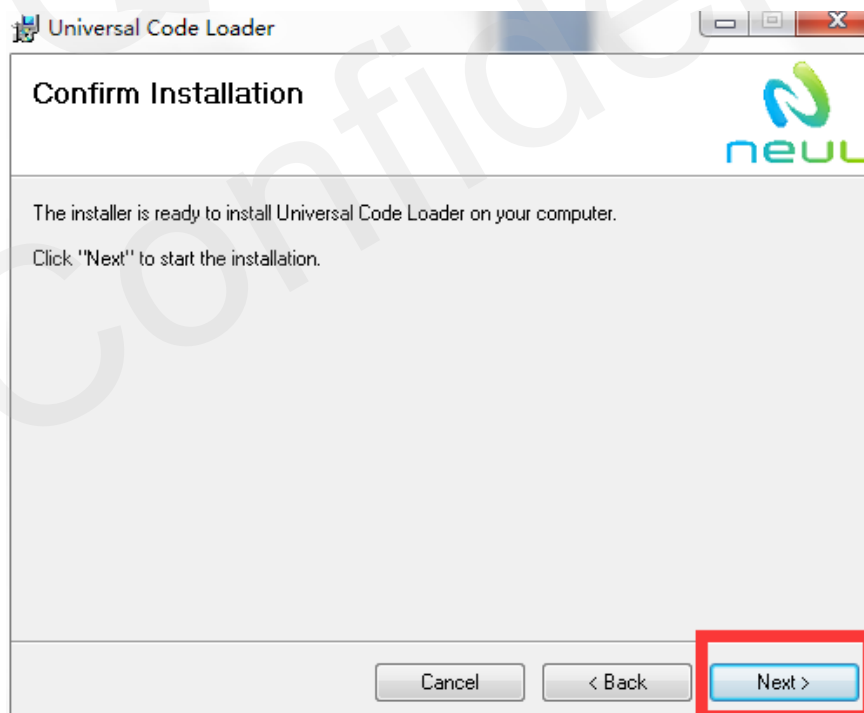 Universal Code Loader
Confirm Installation
neul
The installer is ready to install Universal Code Loader on your computer.
Click "Next" to start the installation.
Cancel
< Back
Next >